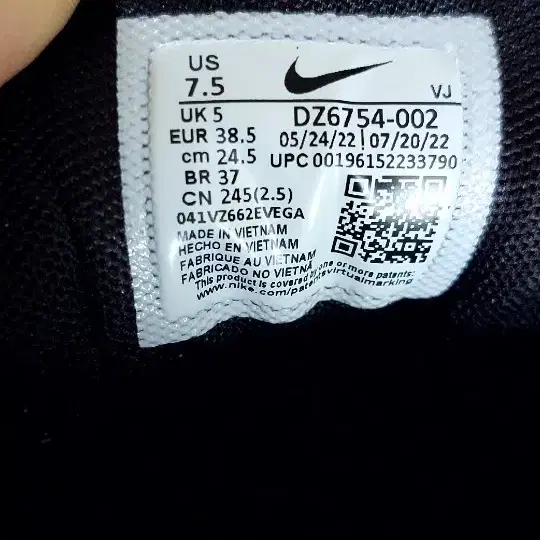 US
7.5
VJ
UK 5
DZ6754-002
EUR 38.5
05/24/22 | 07/20/22
cm 24.5
UPC 00196152233790
BR 37
CN 245(2.5)
041VZ662EVEGA
MADE IN VIETNAM
HECHO EN VIETNAM
FABRIQUE AU VIETNAM
FABRICADO NO VIETNÃ
This product is covered by one or more patents:
www.nike.com/patentsvirtualmarking